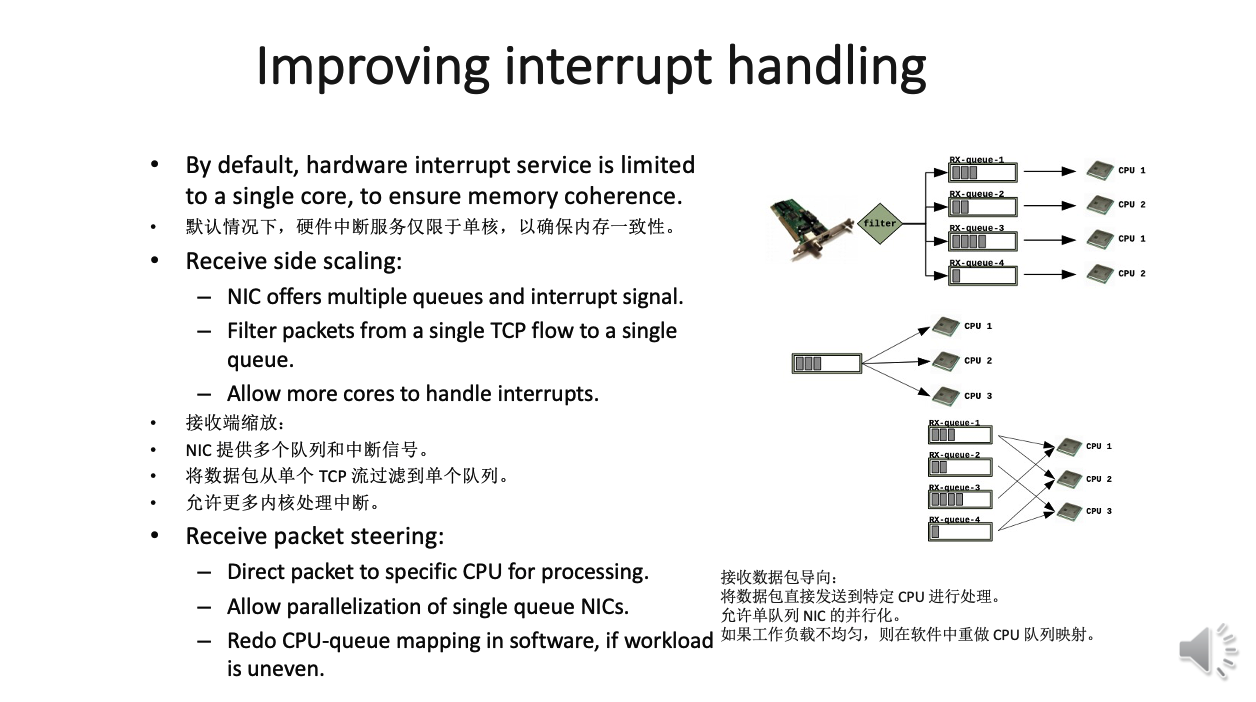 Improving interrupt handling
• By default, hardware interrupt service is limited
to a single core, to ensure memory coherence.
• 默认情况下，硬件中断服务仅限于单核，以确保内存一致性。
• Receive side scaling:
– NIC offers multiple queues and interrupt signal.
– Filter packets from a single TCP flow to a single
queue.
– Allow more cores to handle interrupts.
• 接收端缩放：
• NIC 提供多个队列和中断信号。
• 将数据包从单个 TCP 流过滤到单个队列。
• 允许更多内核处理中断。
• Receive packet steering:
– Direct packet to specific CPU for processing.
– Allow parallelization of single queue NICs.
– Redo CPU-queue mapping in software, if workload
is uneven.
filter
RX-queue-1
CPU 1
RX-queue-2
CPU 2
RX-queue-3
CPU 1
RX-queue-4
CPU 2
CPU 1
CPU 2
CPU 3
RX-queue-1
RX-queue-2
RX-queue-3
RX-queue-4
CPU 1
CPU 2
CPU 3
接收数据包导向：
将数据包直接发送到特定 CPU 进行处理。
允许单队列 NIC 的并行化。
如果工作负载不均匀，则在软件中重做 CPU 队列映射。